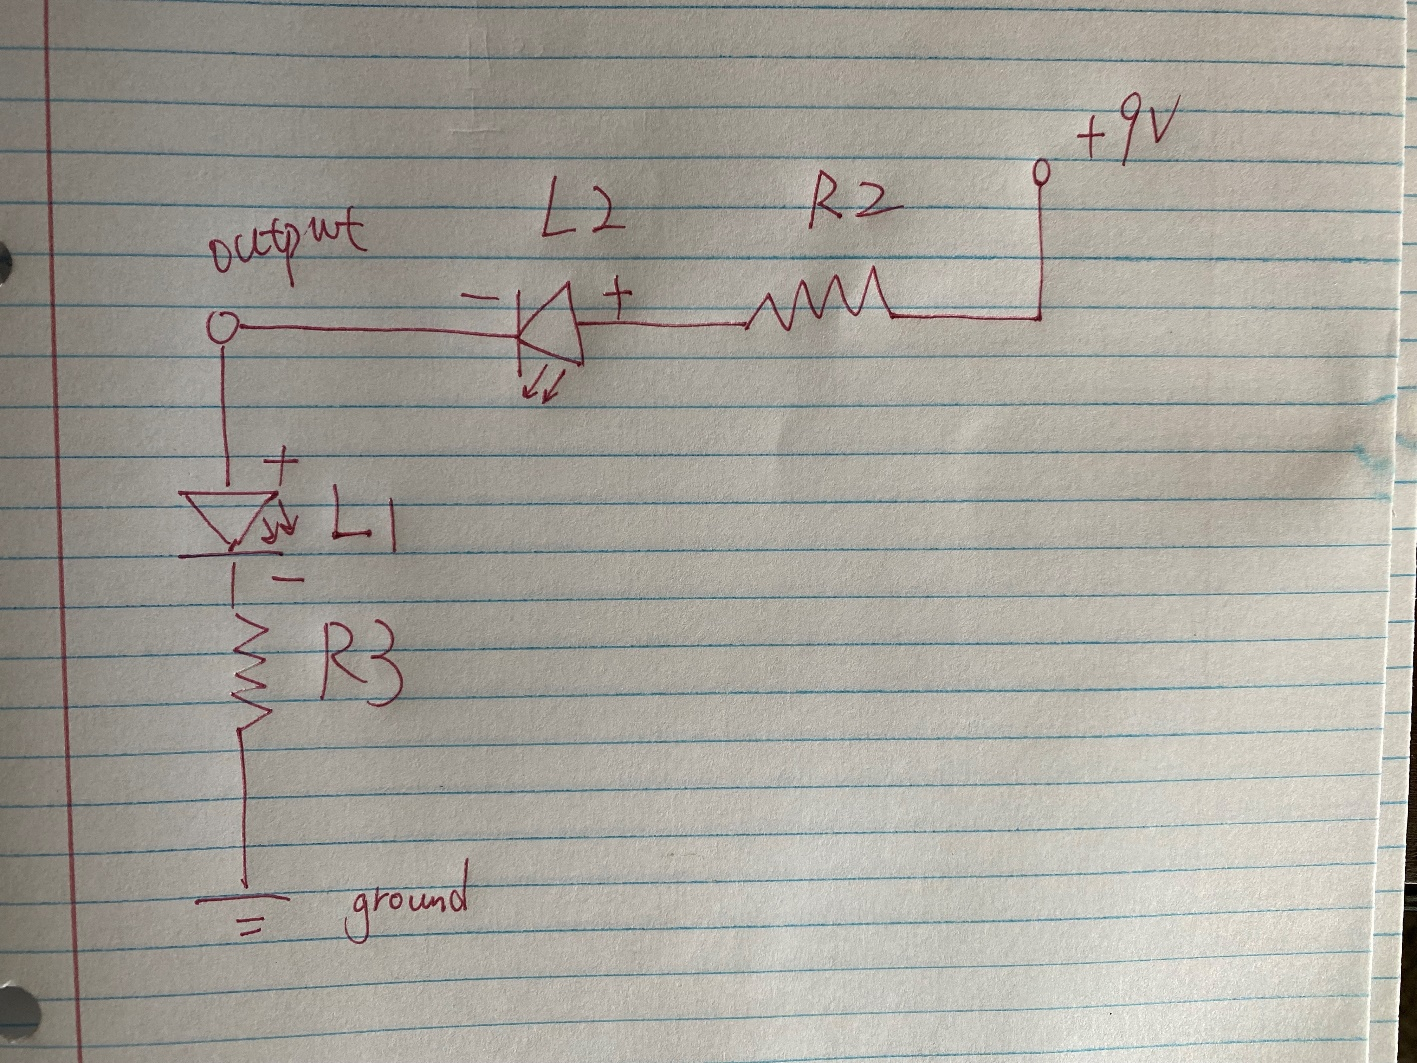 +9V
L2 R2
output
- +
+
L1
-
R3
ground